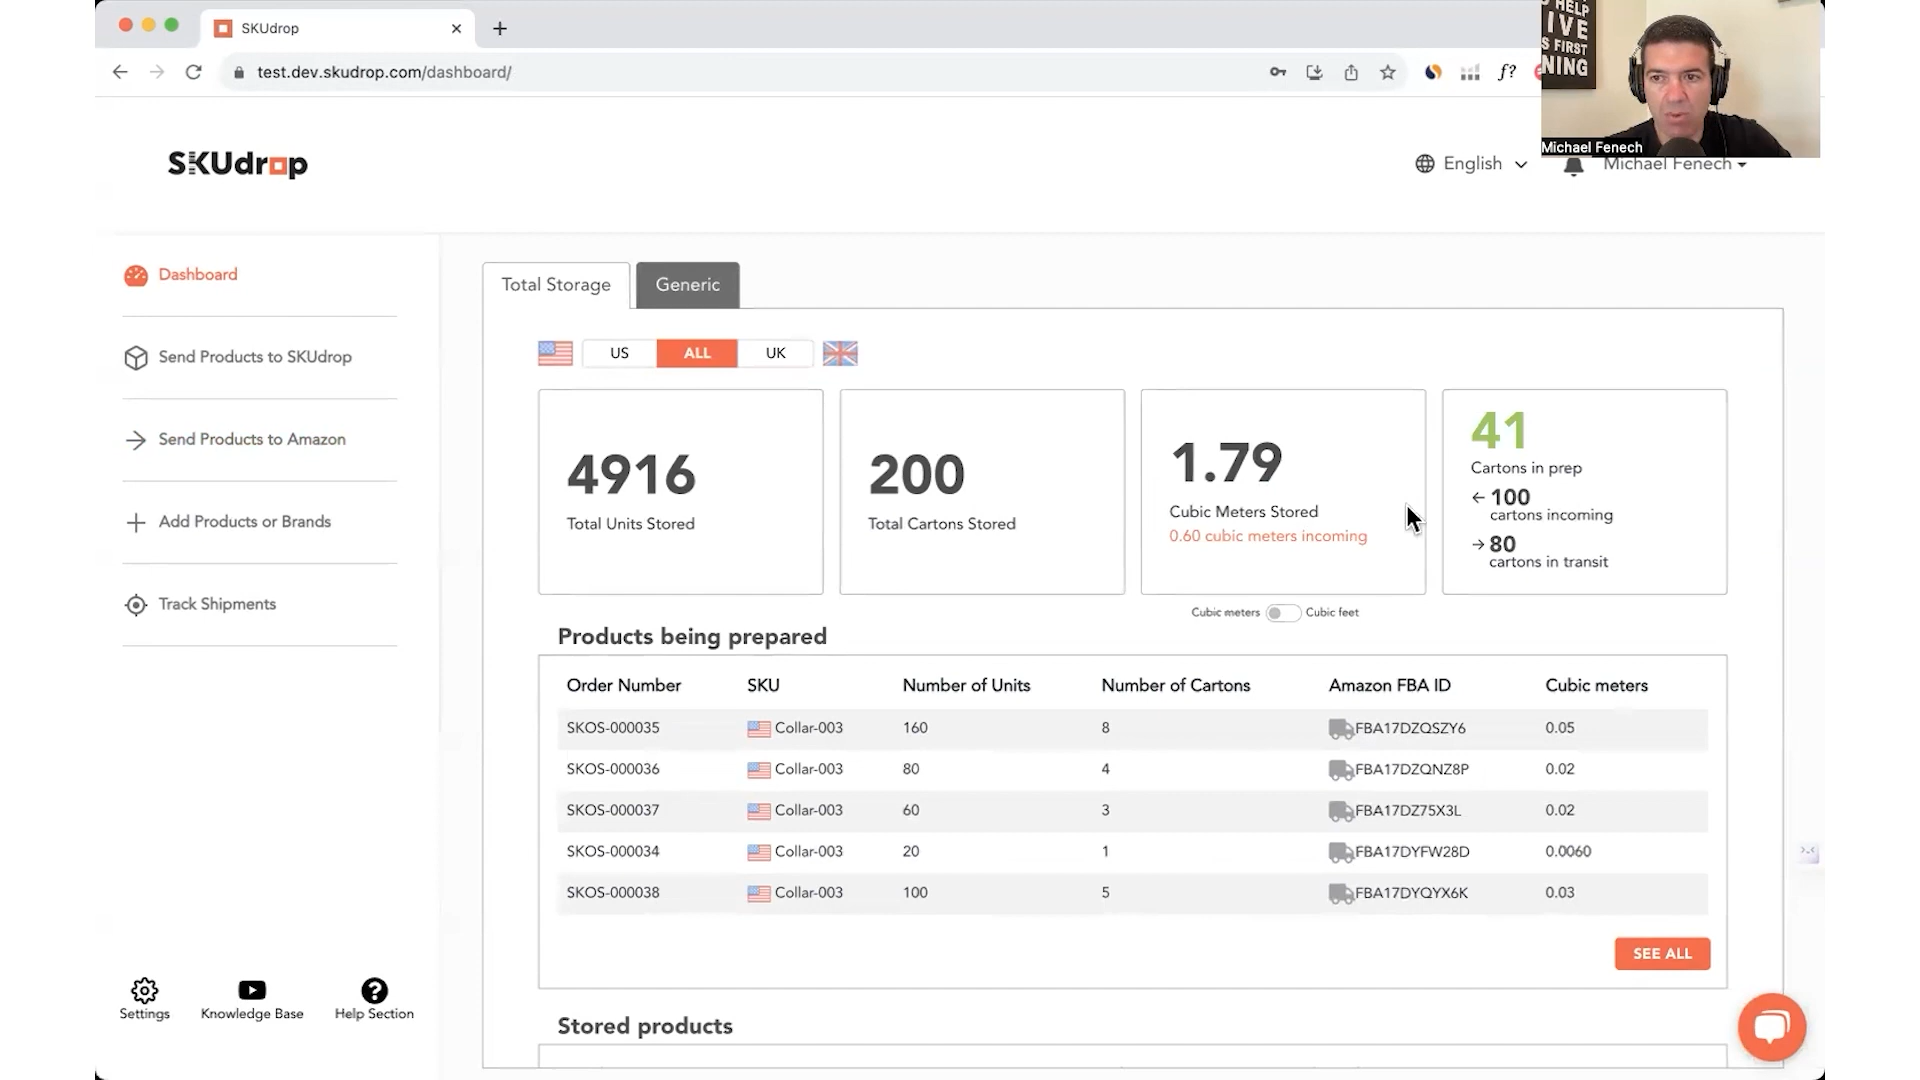 SKUdrop
test.dev.skudrop.com/dashboard/
f?
HELP
IVE
S FIRST
NING
Michael Fenech
SKUdrop
English
Michael Fenech
Dashboard
Send Products to SKUdrop
Send Products to Amazon
Add Products or Brands
Track Shipments
Settings
Knowledge Base
Help Section
Total Storage
Generic
US
ALL
UK
4916
Total Units Stored
200
Total Cartons Stored
1.79
Cubic Meters Stored
0.60 cubic meters incoming
41
Cartons in prep
← 100
cartons incoming
→ 80
cartons in transit
Cubic meters Cubic feet
Products being prepared
Order Number SKU Number of Units Number of Cartons Amazon FBA ID Cubic meters
SKOS-000035 Collar-003 160 8 FBA17DZQSZY6 0.05
SKOS-000036 Collar-003 80 4 FBA17DZQNZ8P 0.02
SKOS-000037 Collar-003 60 3 FBA17DZ75X3L 0.02
SKOS-000034 Collar-003 20 1 FBA17DYFW28D 0.0060
SKOS-000038 Collar-003 100 5 FBA17DYQYX6K 0.03
SEE ALL
Stored products